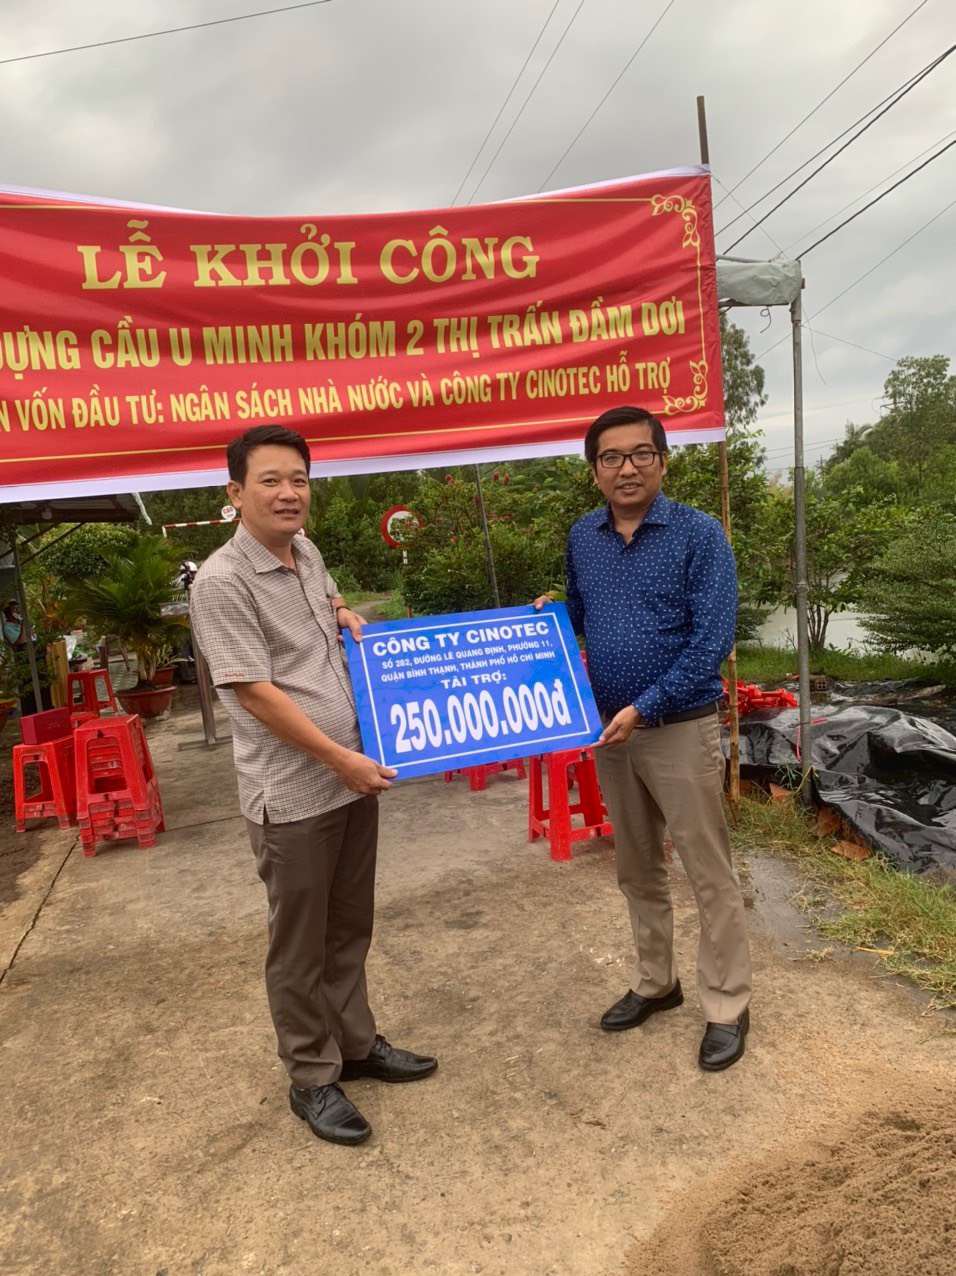 LỄ KHỞI CÔNG
DỰNG CẦU U MINH KHÓM 2 THỊ TRẤN ĐẦM DƠI
VỐN ĐẦU TƯ: NGÂN SÁCH NHÀ NƯỚC VÀ CÔNG TY CINOTEC HỖ TRỢ
CÔNG TY CINOTEC
SỐ 282, ĐƯỜNG LÊ QUANG ĐỊNH, PHƯỜNG 11,
QUẬN BÌNH THẠNH, THÀNH PHỐ HỒ CHÍ MINH
TÀI TRỢ:
250.000.000đ